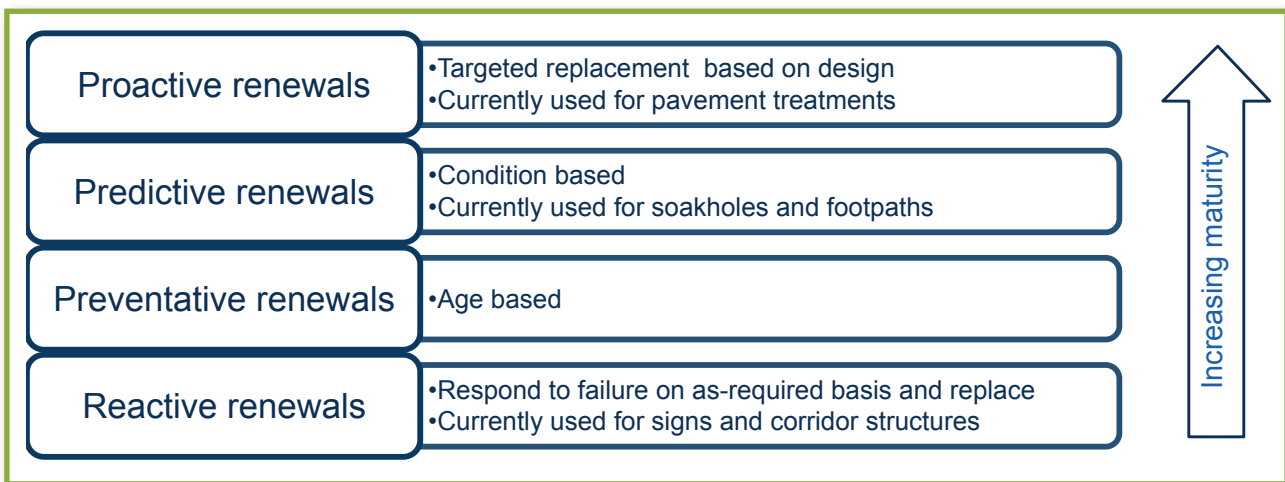 Proactive renewals
•Targeted replacement  based on design
•Currently used for pavement treatments
Predictive renewals
•Condition based
•Currently used for soakholes and footpaths
Preventative renewals
•Age based
Reactive renewals
•Respond to failure on as-required basis and replace
•Currently used for signs and corridor structures
Increasing maturity